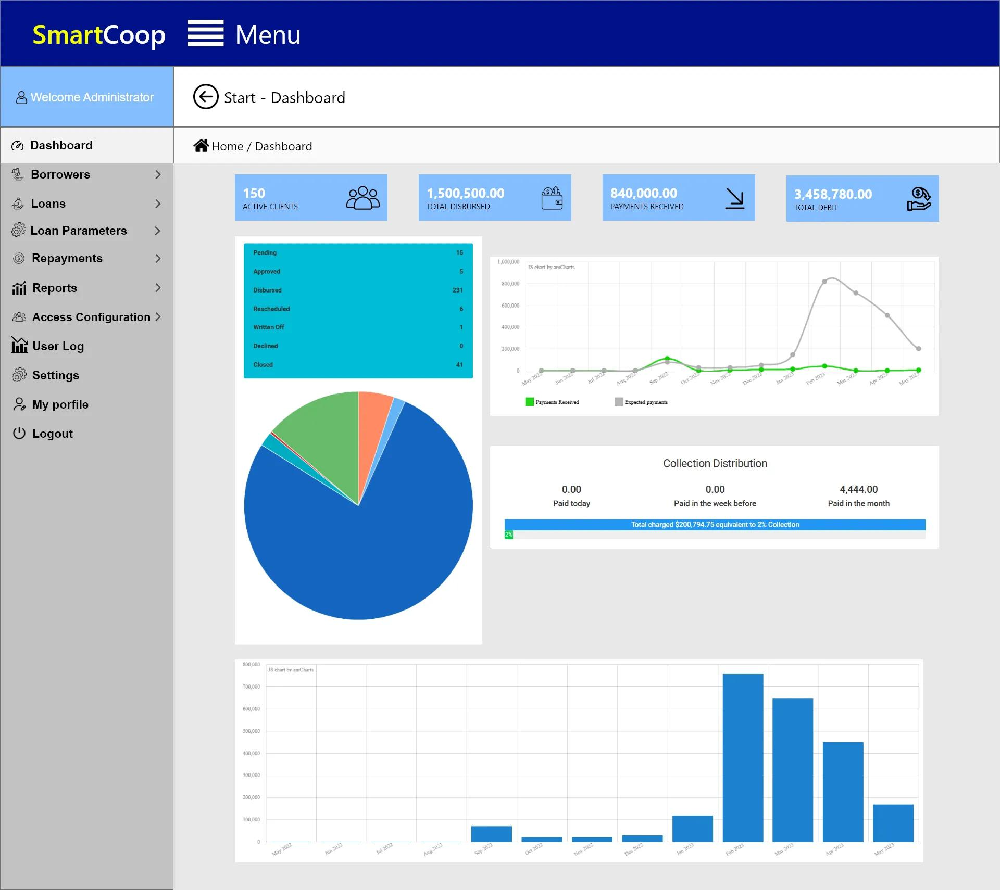 SmartCoop Menu
Welcome Administrator
Start - Dashboard
Dashboard
Home / Dashboard
Borrowers
Loans
Loan Parameters
Repayments
Reports
Access Configuration
User Log
Settings
My porfile
Logout
150
ACTIVE CLIENTS
1,500,500.00
TOTAL DISBURSED
840,000.00
PAYMENTS RECEIVED
3,458,780.00
TOTAL DEBIT
Pending 15
Approved 5
Disbursed 231
Rescheduled 6
Written Off 1
Declined 0
Closed 41
1,000,000
JS chart by amCharts
800,000
600,000
400,000
200,000
0
May 2022 Jun 2022 Jul 2022 Aug 2022 Sep 2022 Oct 2022 Nov 2022 Dec 2022 Jan 2023 Feb 2023 Mar 2023 Apr 2023 May 2023
Payments Received Expected payments
Collection Distribution
0.00 0.00 4,444.00
Paid today Paid in the week before Paid in the month
Total charged $200,794.75 equivalent to 2% Collection
2%
800,000
JS chart by amCharts
700,000
600,000
500,000
400,000
300,000
200,000
100,000
0
May 2022 Jun 2022 Jul 2022 Aug 2022 Sep 2022 Oct 2022 Nov 2022 Dec 2022 Jan 2023 Feb 2023 Mar 2023 Apr 2023 May 2023